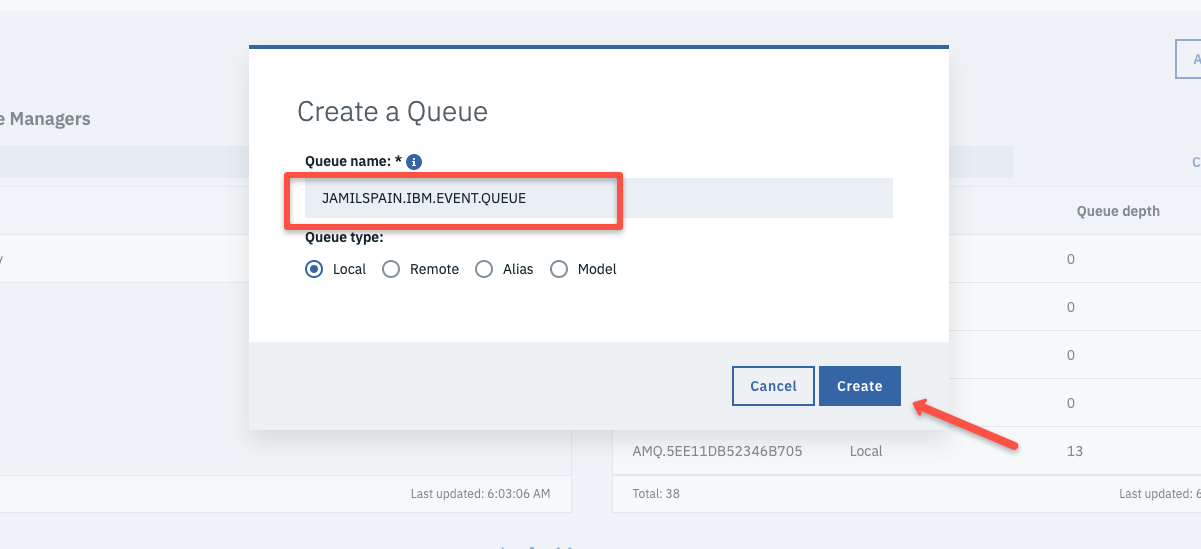 Create a Queue
e Managers
Queue name: *
JAMILSPAIN.IBM.EVENT.QUEUE
Queue depth
Queue type:
0
Local Remote Alias Model
0
0
Cancel Create
0
AMQ.5EE11DB52346B705 Local 13
Last updated: 6:03:06 AM Total: 38 Last updated: 6